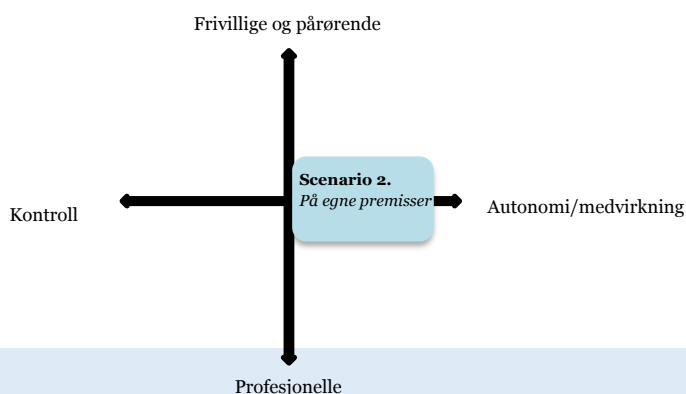 Frivillige og pårørende
Scenario 2.
På egne premisser
Kontroll
Autonomi/medvirkning
Profesjonelle